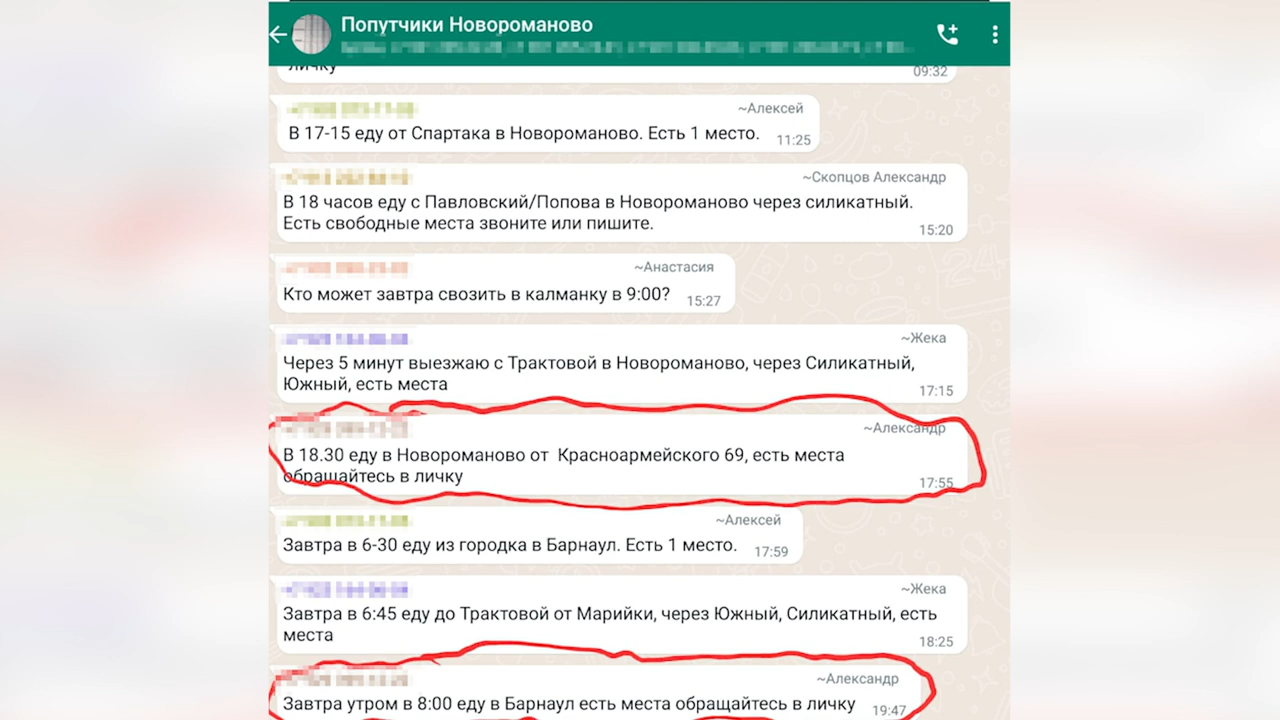 Попутчики Новороманово
личку
09:32
~Алексей
В 17-15 еду от Спартака в Новороманово. Есть 1 место.
11:25
~Скопцов Александр
В 18 часов еду с Павловский/Попова в Новороманово через силикатный.
Есть свободные места звоните или пишите.
15:20
~Анастасия
Кто может завтра свозить в калманку в 9:00?
15:27
~Жека
Через 5 минут выезжаю с Трактовой в Новороманово, через Силикатный,
Южный, есть места
17:15
~Александр
В 18.30 еду в Новороманово от Красноармейского 69, есть места
обращайтесь в личку
17:55
~Алексей
Завтра в 6-30 еду из городка в Барнаул. Есть 1 место.
17:59
~Жека
Завтра в 6:45 еду до Трактовой от Марийки, через Южный, Силикатный, есть
места
18:25
~Александр
Завтра утром в 8:00 еду в Барнаул есть места обращайтесь в личку
19:47